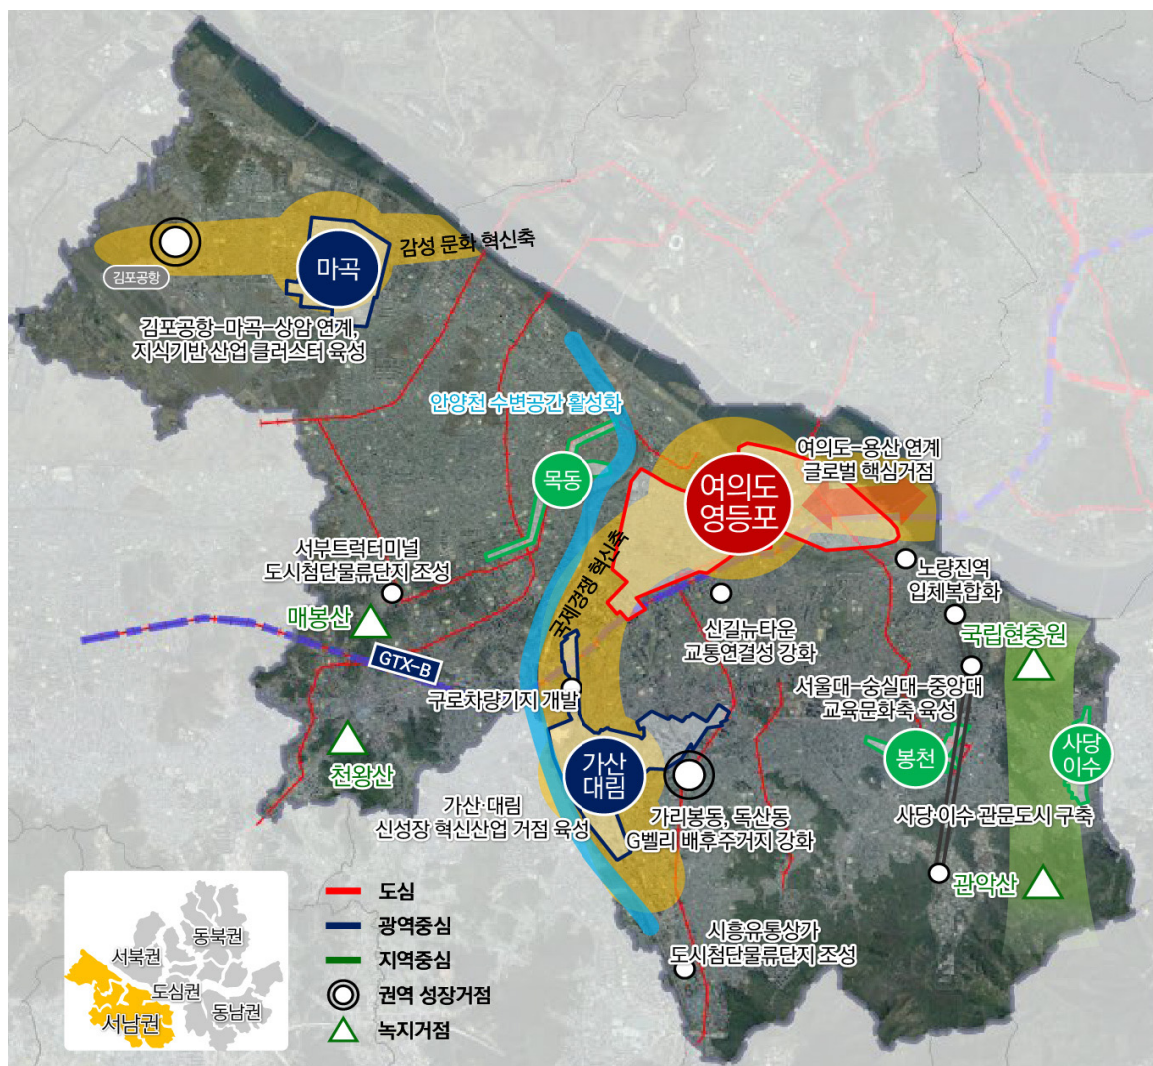 감성 문화 혁신축
마곡
김포공항
김포공항-마곡-상암 연계,
지식기반 산업 클러스터 육성
안양천 수변공간 활성화
목동
여의도
영등포
여의도-용산 연계
글로벌 핵심거점
서부트럭터미널
도시첨단물류단지 조성
매봉산
국제경쟁 혁신축
노량진역
입체복합화
신길뉴타운
교통연결성 강화
국립현충원
GTX-B
구로차량기지 개발
서울대-숭실대-중앙대
교육문화축 육성
천왕산
가산
대림
봉천
사당
이수
가산·대림
신성장 혁신산업 거점 육성
가리봉동, 독산동
G밸리 배후주거지 강화
사당·이수 관문도시 구축
관악산
시흥유통상가
도시첨단물류단지 조성
도심
광역중심
지역중심
권역 성장거점
녹지거점
동북권
서북권
도심권
서남권
동남권